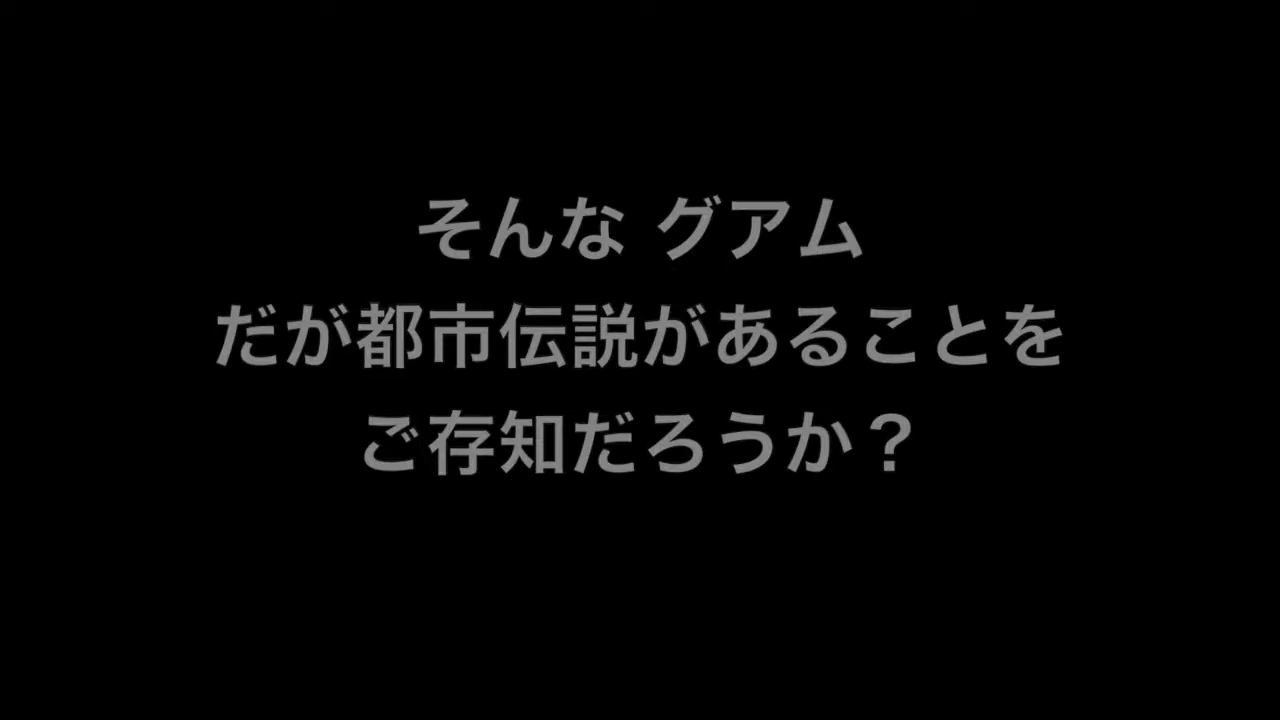 そんな グアム
だが都市伝説があることを
ご存知だろうか？